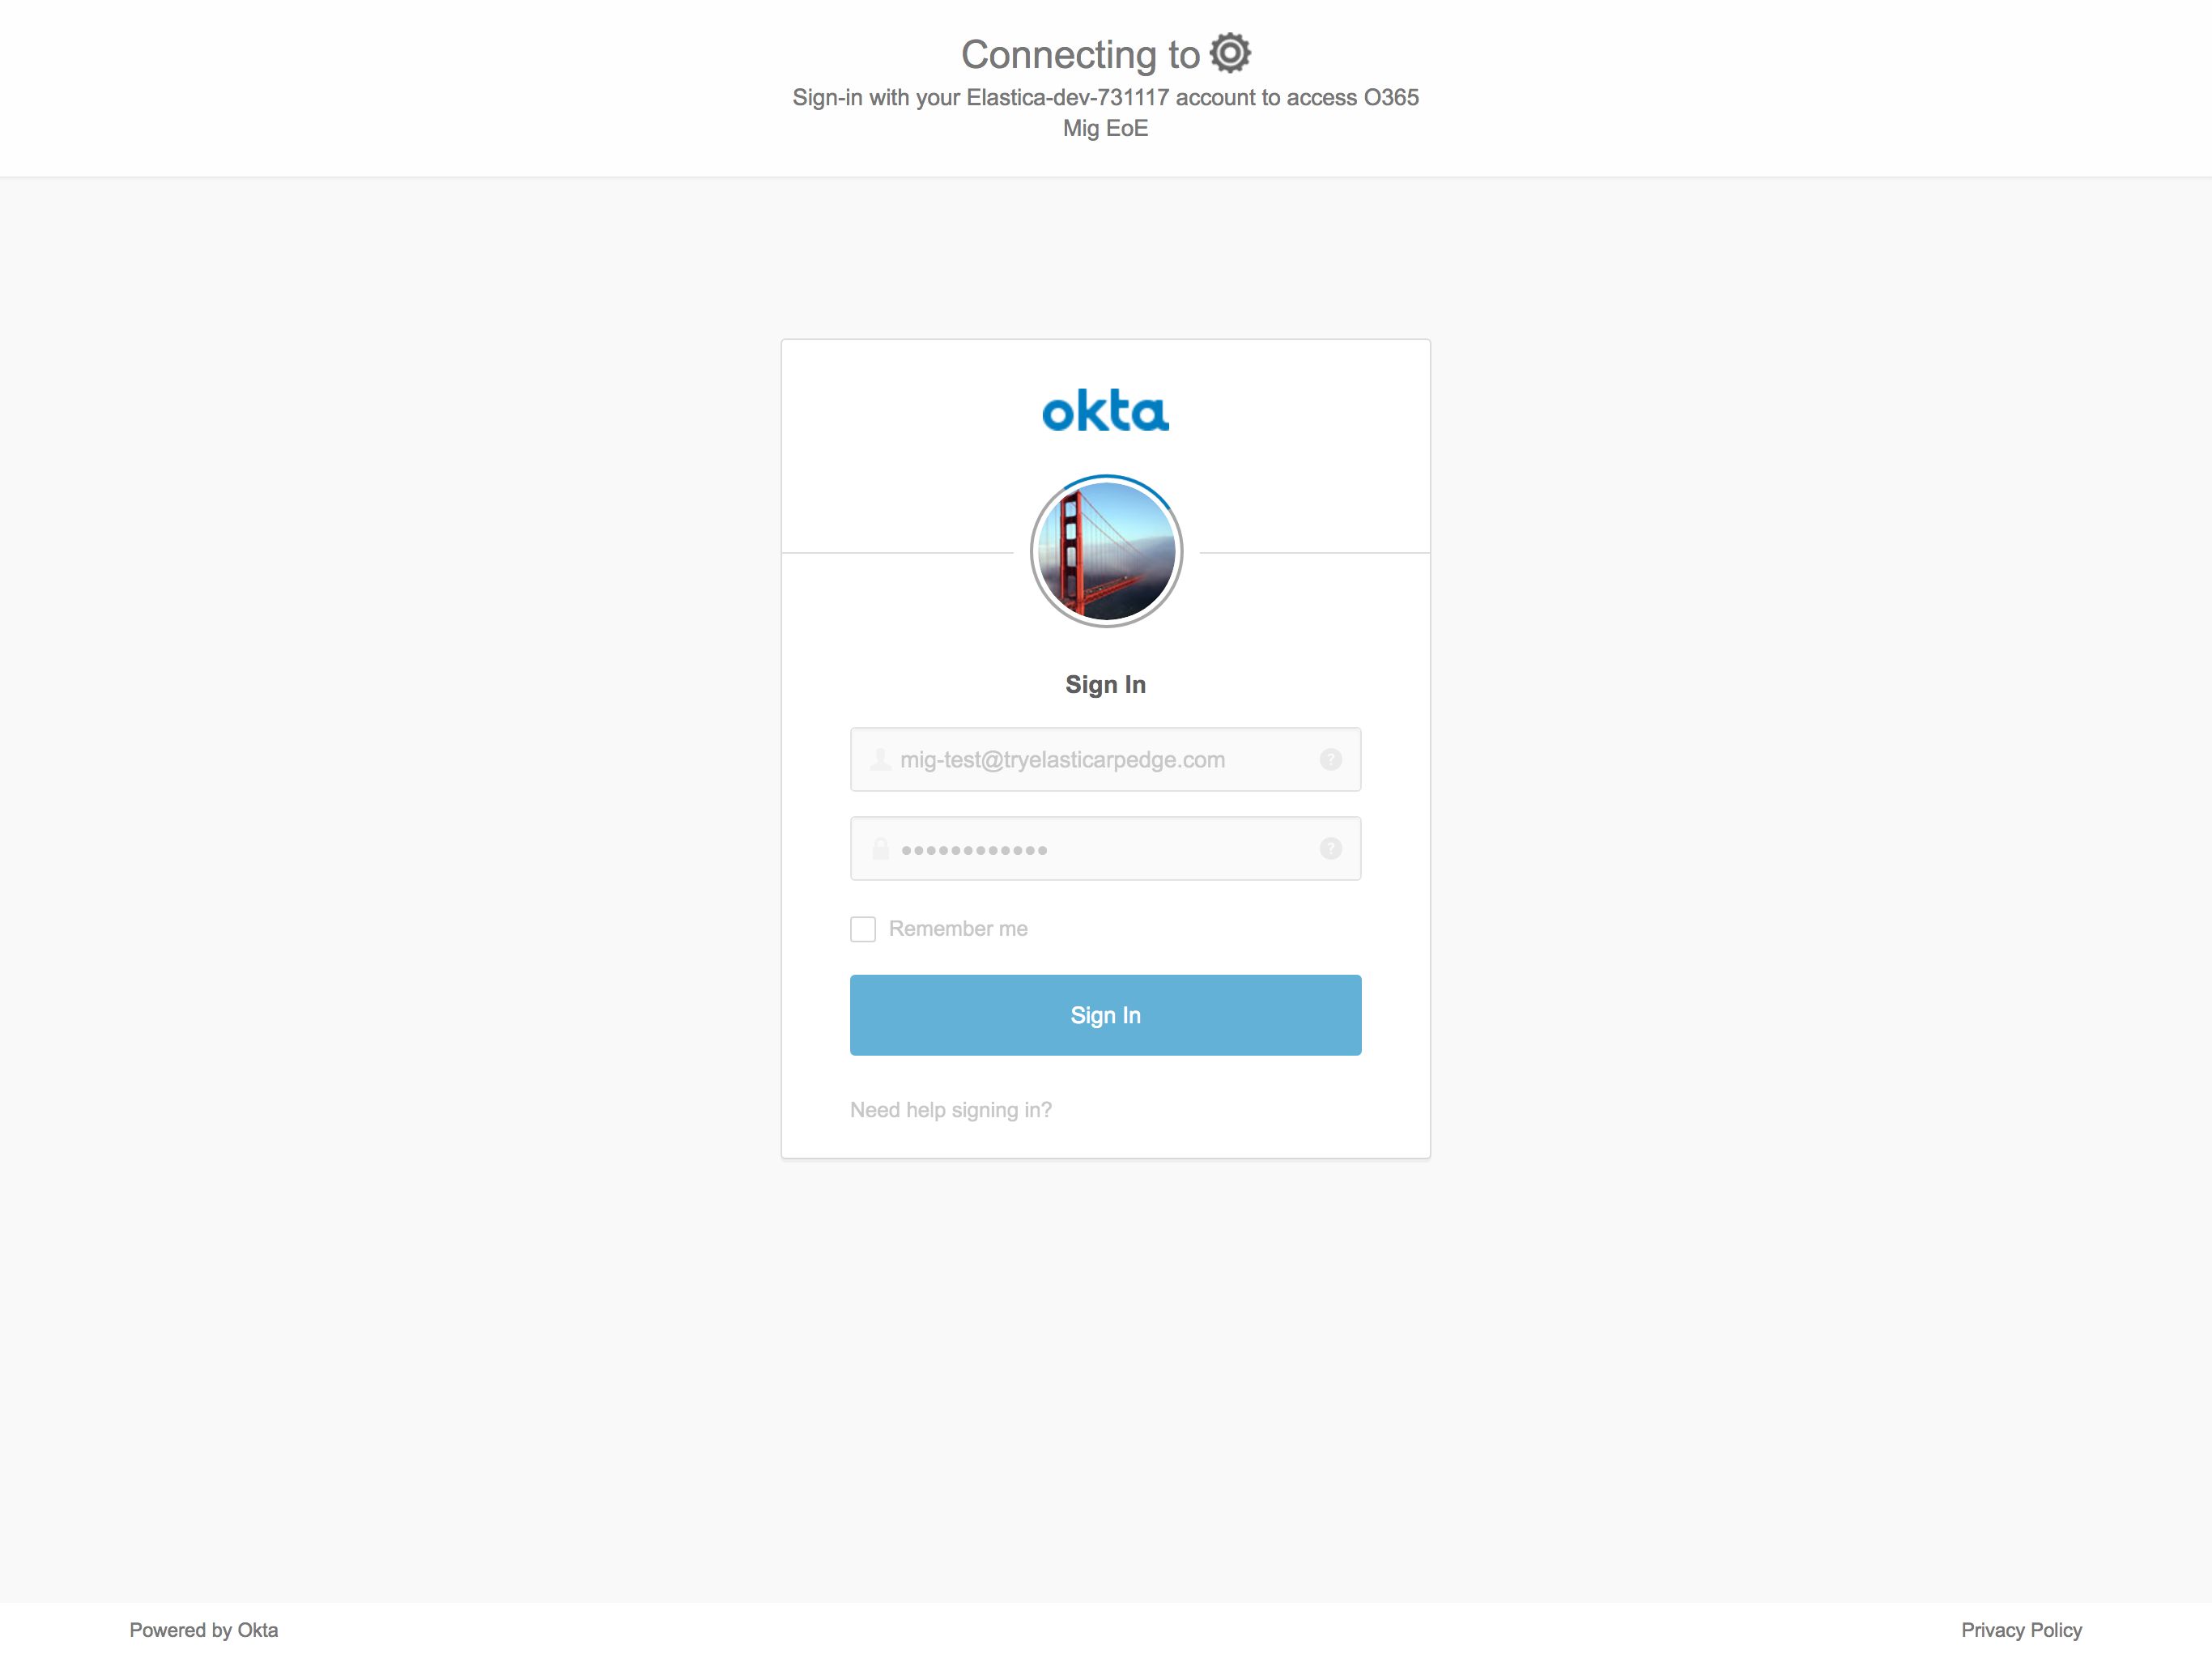 Connecting to
Sign-in with your Elastica-dev-731117 account to access O365
Mig EoE
okta
Sign In
mig-test@tryelasticarpedge.com
?
••••••••••••
?
Remember me
Sign In
Need help signing in?
Powered by Okta
Privacy Policy